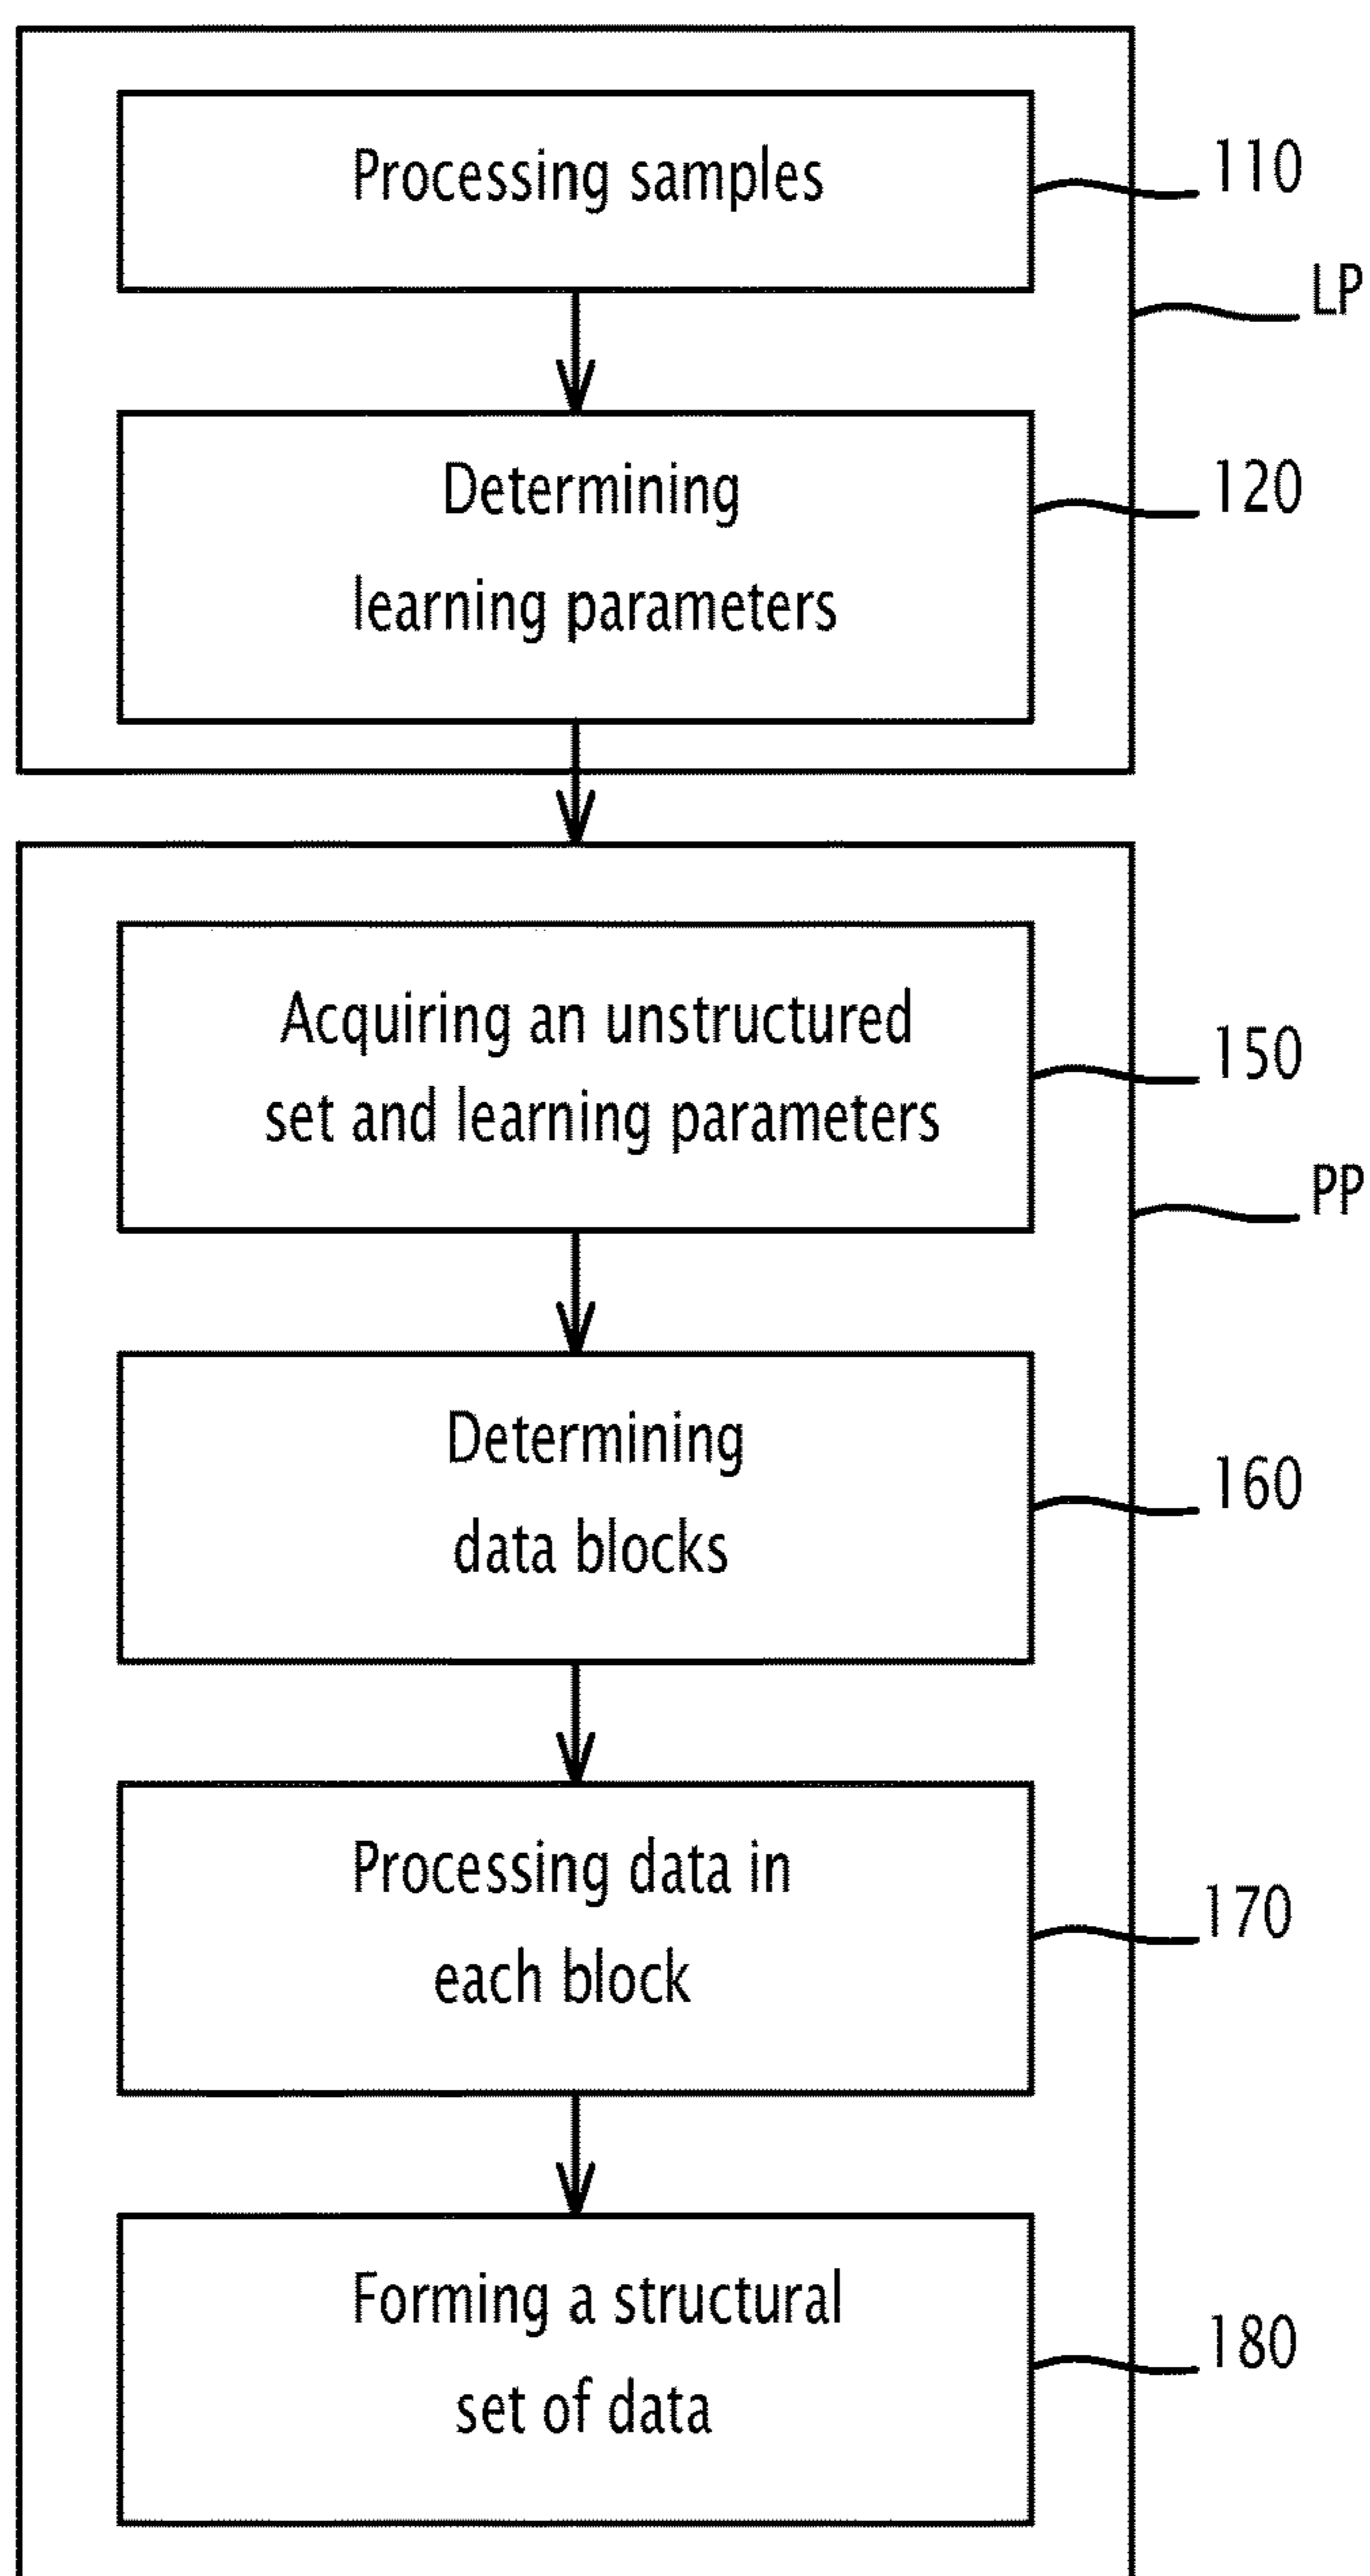 Processing samples
110
LP
Determining
learning parameters
120
Acquiring an unstructured
set and learning parameters
150
PP
Determining
data blocks
160
Processing data in
each block
170
Forming a structural
set of data
180